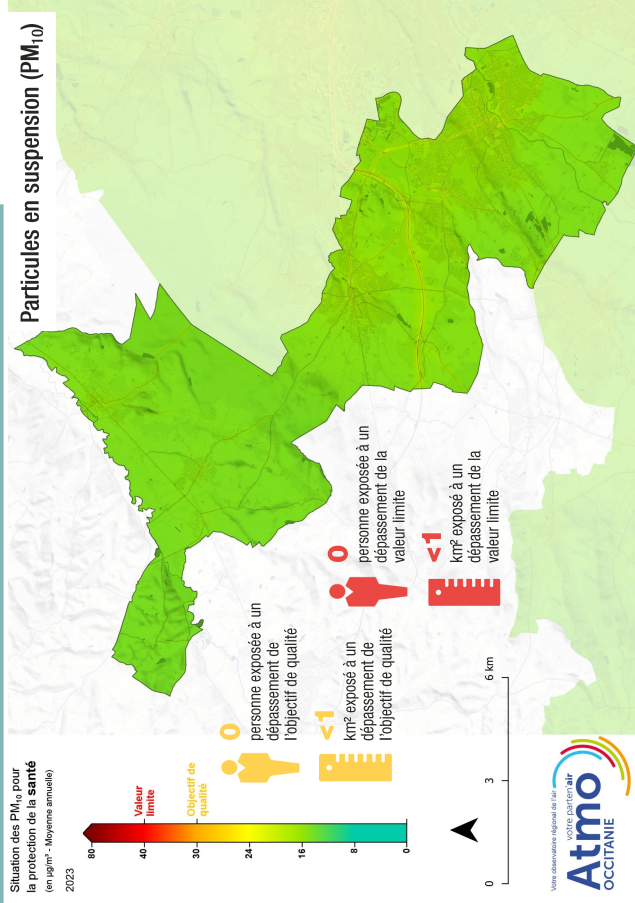 Particules en suspension (PM₁₀)
Situation des PM₁₀ pour
la protection de la santé
(en µg/m³ - Moyenne annuelle)
2023
80
40
30
24
16
8
0
Valeur
limite
Objectif de
qualité
0
personne exposée à un
dépassement de
l'objectif de qualité
<1
km² exposé à un
dépassement de
l'objectif de qualité
0
personne exposée à un
dépassement de la
valeur limite
<1
km² exposé à un
dépassement de la
valeur limite
0
3
6 km
Votre observatoire régional de l'air
votre parten'air
Atmo
OCCITANIE